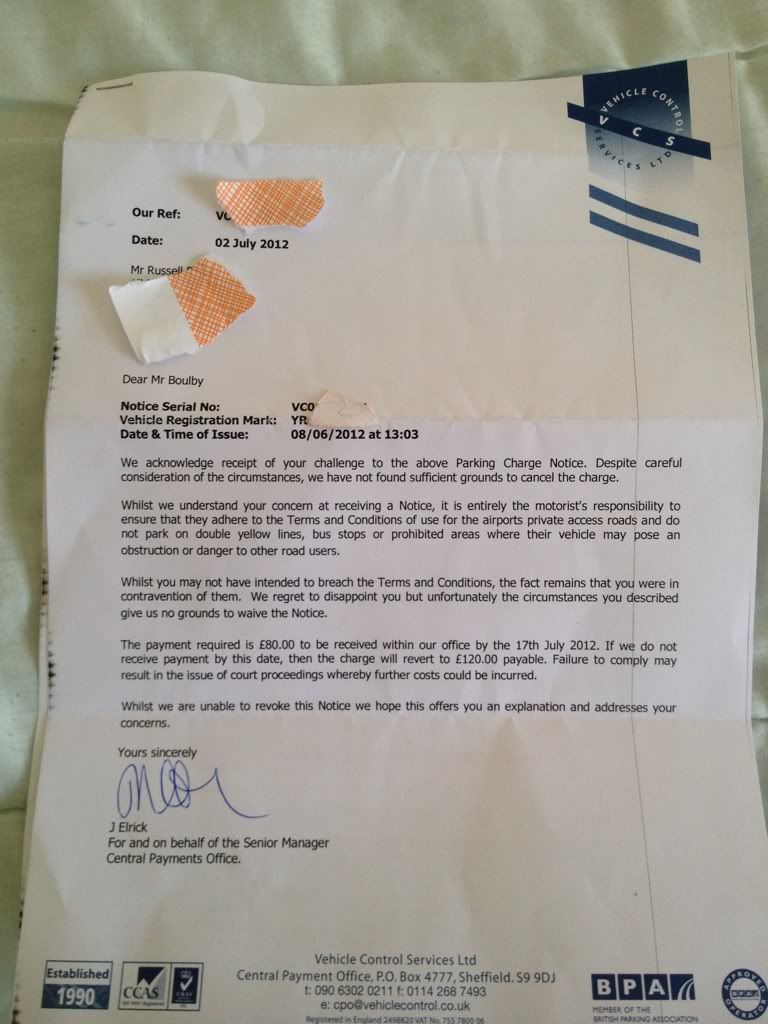 VEHICLE CONTROL
V C S
SERVICES LTD
Our Ref: VC
Date: 02 July 2012
Mr Russell
Dear Mr Boulby
Notice Serial No: VC0
Vehicle Registration Mark: YR
Date & Time of Issue: 08/06/2012 at 13:03
We acknowledge receipt of your challenge to the above Parking Charge Notice. Despite careful
consideration of the circumstances, we have not found sufficient grounds to cancel the charge.
Whilst we understand your concern at receiving a Notice, it is entirely the motorist's responsibility to
ensure that they adhere to the Terms and Conditions of use for the airports private access roads and do
not park on double yellow lines, bus stops or prohibited areas where their vehicle may pose an
obstruction or danger to other road users.
Whilst you may not have intended to breach the Terms and Conditions, the fact remains that you were in
contravention of them. We regret to disappoint you but unfortunately the circumstances you described
give us no grounds to waive the Notice.
The payment required is £80.00 to be received within our office by the 17th July 2012. If we do not
receive payment by this date, then the charge will revert to £120.00 payable. Failure to comply may
result in the issue of court proceedings whereby further costs could be incurred.
Whilst we are unable to revoke this Notice we hope this offers you an explanation and addresses your
concerns.
Yours sincerely
J Elrick
For and on behalf of the Senior Manager
Central Payments Office.
Established
1990
CCAS
Vehicle Control Services Ltd
Central Payment Office, P.O. Box 4777, Sheffield. S9 9DJ
t: 090 6302 0211 f: 0114 268 7493
e: cpo@vehiclecontrol.co.uk
Registered in England 2498820 VAT No. 755 7800 06
BPA
MEMBER OF THE
BRITISH PARKING ASSOCIATION
APPROVED
BPA
OPERATOR